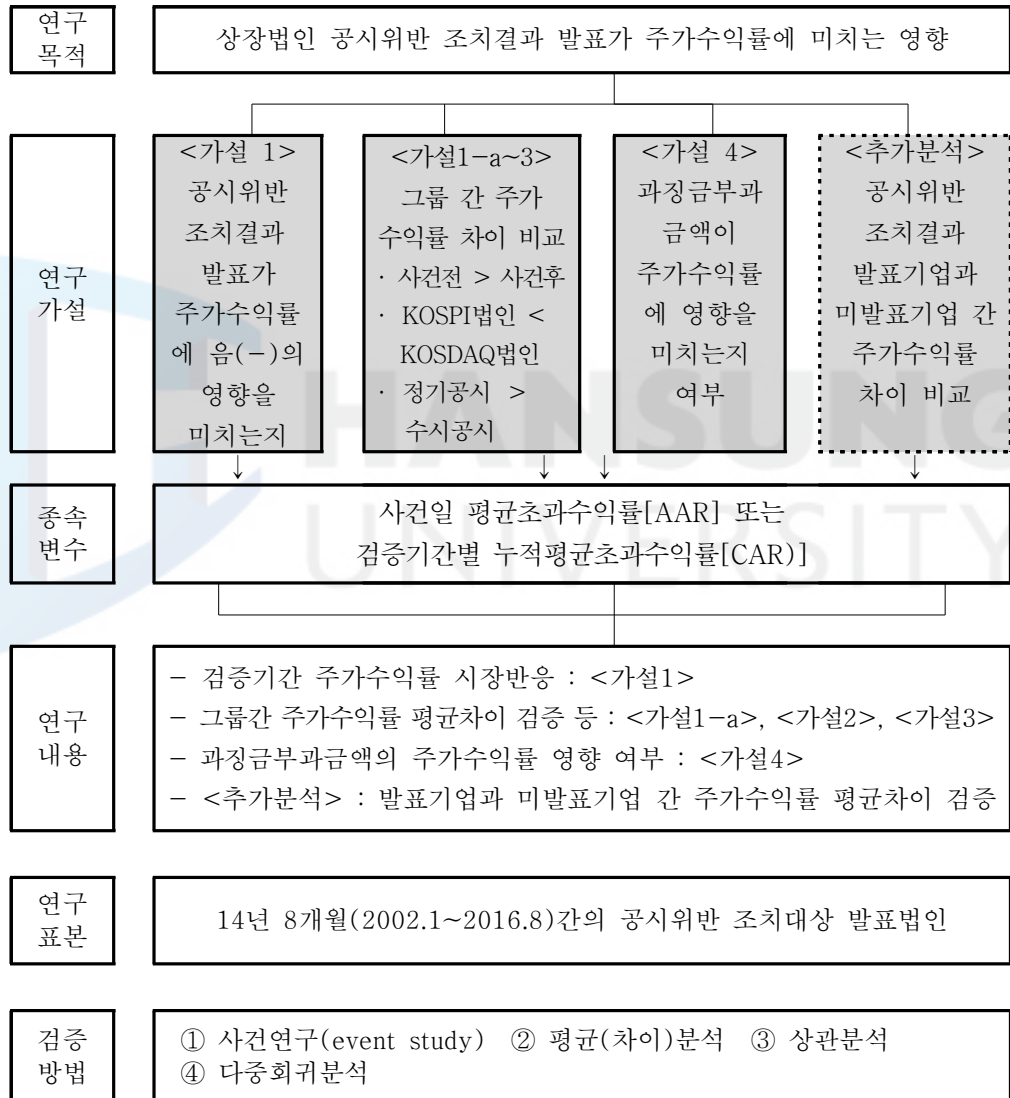 연구
목적
상장법인 공시위반 조치결과 발표가 주가수익률에 미치는 영향
연구
가설
<가설 1>
공시위반
조치결과
발표가
주가수익률
에 음(-)의
영향을
미치는지
<가설1-a~3>
그룹 간 주가
수익률 차이 비교
· 사건전 > 사건후
· KOSPI법인 <
KOSDAQ법인
· 정기공시 >
수시공시
<가설 4>
과징금부과
금액이
주가수익률
에 영향을
미치는지
여부
<추가분석>
공시위반
조치결과
발표기업과
미발표기업 간
주가수익률
차이 비교
↓ ↓ ↓ ↓
종속
변수
사건일 평균초과수익률[AAR] 또는
검증기간별 누적평균초과수익률[CAR)]
연구
내용
- 검증기간 주가수익률 시장반응 : <가설1>
- 그룹간 주가수익률 평균차이 검증 등 : <가설1-a>, <가설2>, <가설3>
- 과징금부과금액의 주가수익률 영향 여부 : <가설4>
- <추가분석> : 발표기업과 미발표기업 간 주가수익률 평균차이 검증
연구
표본
14년 8개월(2002.1~2016.8)간의 공시위반 조치대상 발표법인
검증
방법
① 사건연구(event study) ② 평균(차이)분석 ③ 상관분석
④ 다중회귀분석
HANSUNG
UNIVERSITY